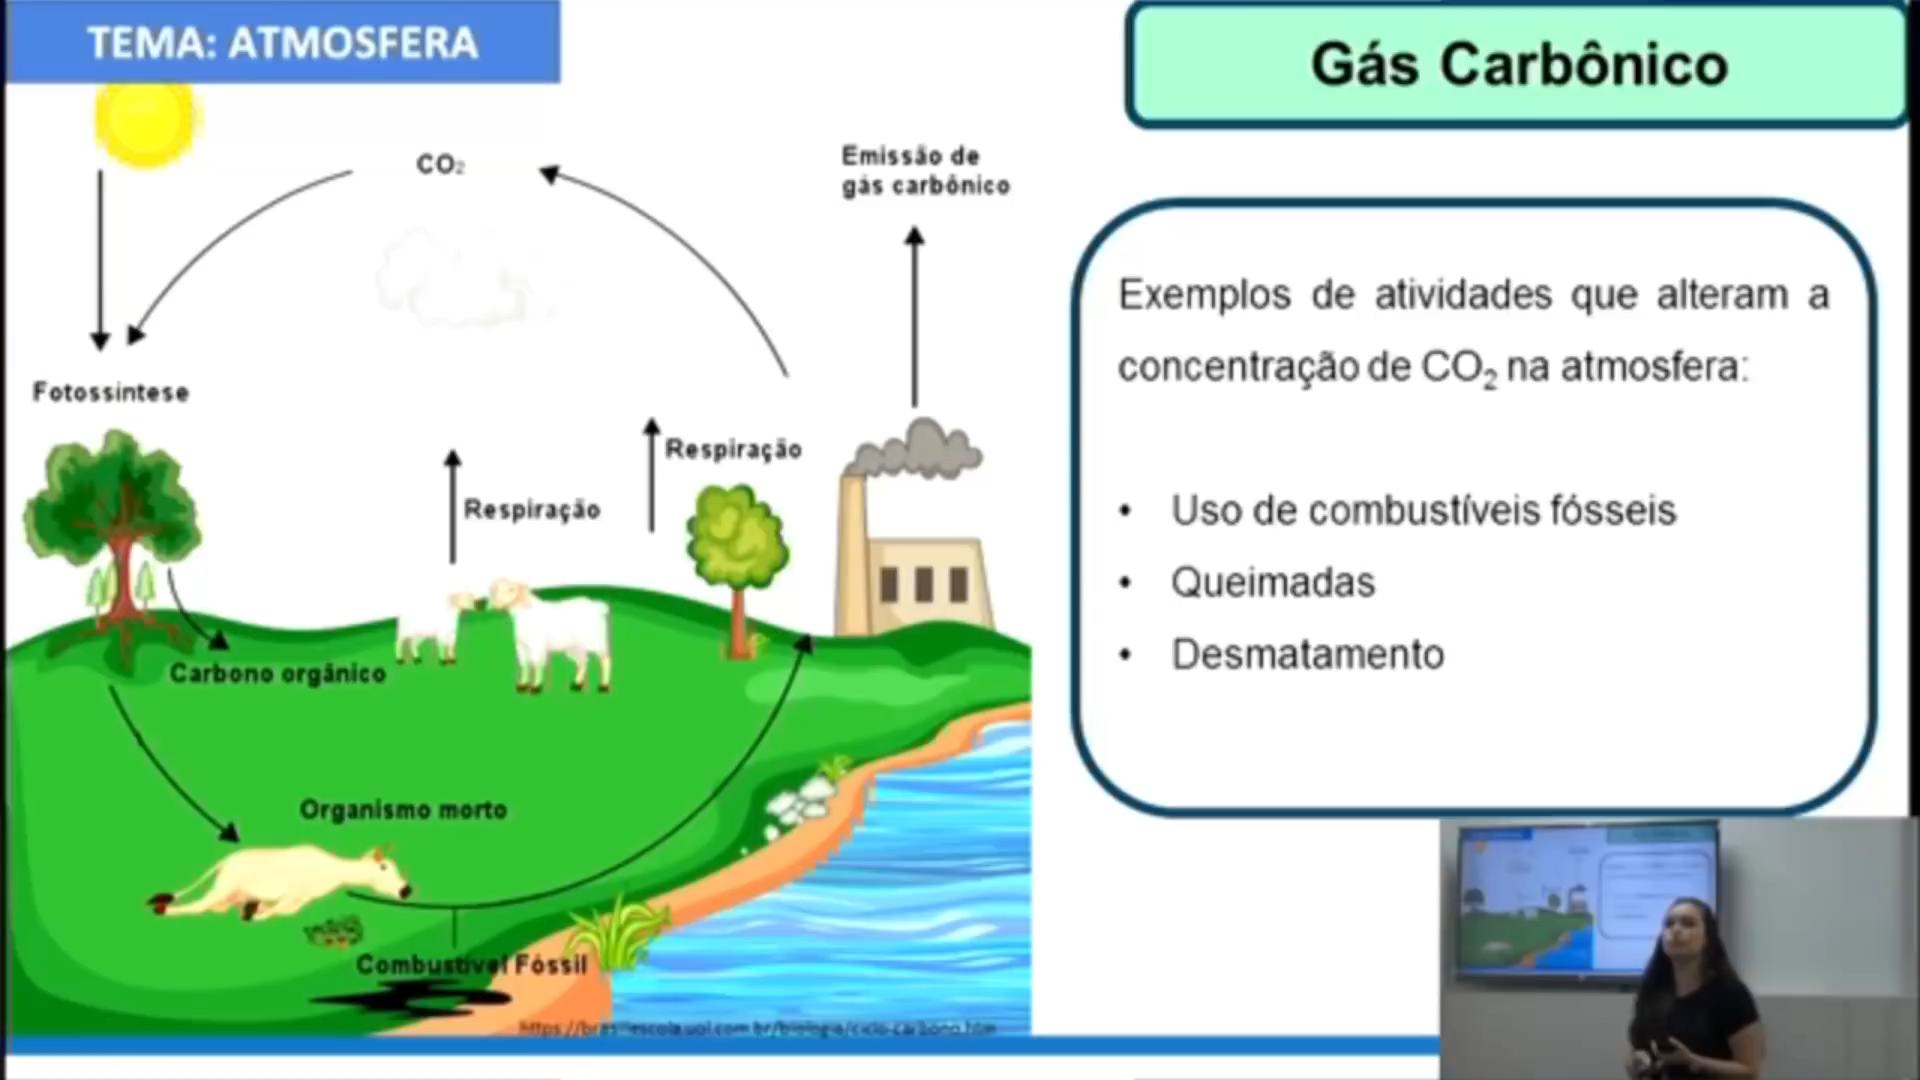 TEMA: ATMOSFERA
Gás Carbônico
CO₂
Emissão de
gás carbônico
Fotossíntese
Respiração
Respiração
Carbono orgânico
Organismo morto
Combustível Fóssil
https://brasilescola.uol.com.br/biologia/ciclo-carbono.htm
Exemplos de atividades que alteram a
concentração de CO₂ na atmosfera:
• Uso de combustíveis fósseis
• Queimadas
• Desmatamento